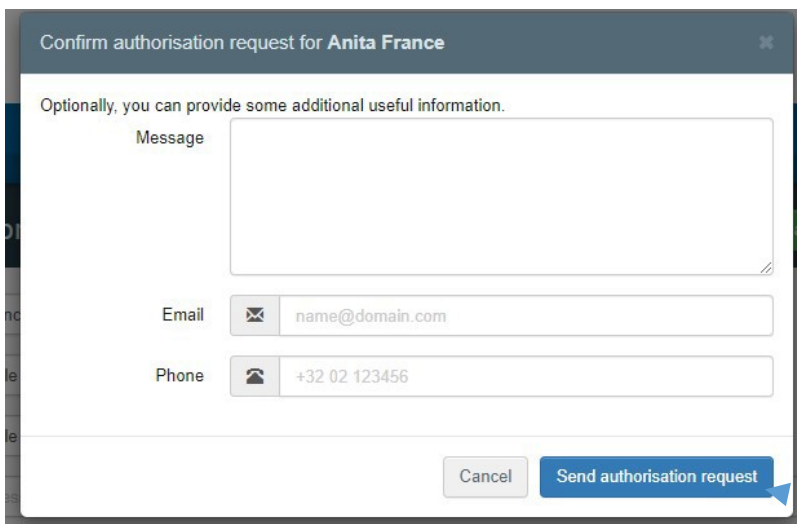 Confirm authorisation request for Anita France
Optionally, you can provide some additional useful information.
Message
Email name@domain.com
Phone +32 02 123456
Cancel Send authorisation request